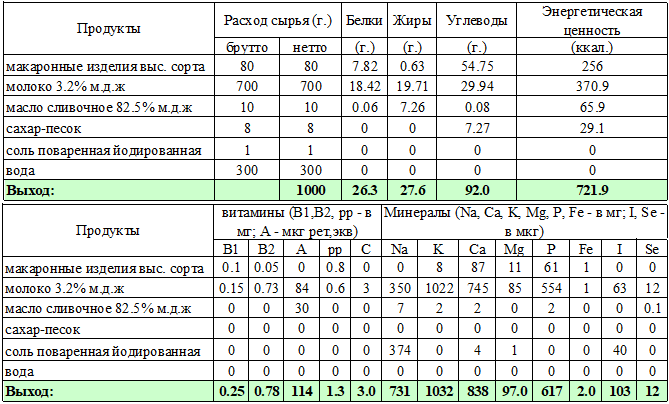 Продукты Расход сырья (г.) Белки Жиры Углеводы Энергетическая ценность
брутто нетто (г.) (г.) (г.) (ккал.)
макаронные изделия выс. сорта 80 80 7.82 0.63 54.75 256
молоко 3.2% м.д.ж 700 700 18.42 19.71 29.94 370.9
масло сливочное 82.5% м.д.ж 10 10 0.06 7.26 0.08 65.9
сахар-песок 8 8 0 0 7.27 29.1
соль поваренная йодированная 1 1 0 0 0 0
вода 300 300 0 0 0 0
Выход: 1000 26.3 27.6 92.0 721.9
Продукты витамины (B1,B2, pp - в мг; A - мкг рет,экв) Минералы (Na, Ca, K, Mg, P, Fe - в мг; I, Se - в мкг)
B1 B2 A pp C Na K Ca Mg P Fe I Se
макаронные изделия выс. сорта 0.1 0.05 0 0.8 0 0 8 87 11 61 1 0 0
молоко 3.2% м.д.ж 0.15 0.73 84 0.6 3 350 1022 745 85 554 1 63 12
масло сливочное 82.5% м.д.ж 0 0 30 0 0 7 2 2 0 2 0 0 0.1
сахар-песок 0 0 0 0 0 0 0 0 0 0 0 0 0
соль поваренная йодированная 0 0 0 0 0 374 0 4 1 0 0 40 0
вода 0 0 0 0 0 0 0 0 0 0 0 0 0
Выход: 0.25 0.78 114 1.3 3.0 731 1032 838 97.0 617 2.0 103 12